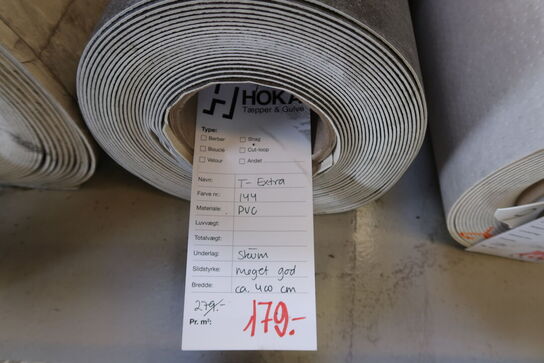 HOKA
Tæpper & Gulve
Type:
☐ Berber ☐ Shag
☐ Boucle ☐ Cut-loop
☐ Velour ☐ Andet
Navn: T-Extra
Farve nr.: 144
Materiale: PVC
Luvvægt:
Totalvægt:
Underlag: Skum
Slidstyrke: meget god
Bredde: ca. 400 cm
279.-
Pr. m²: 179.-